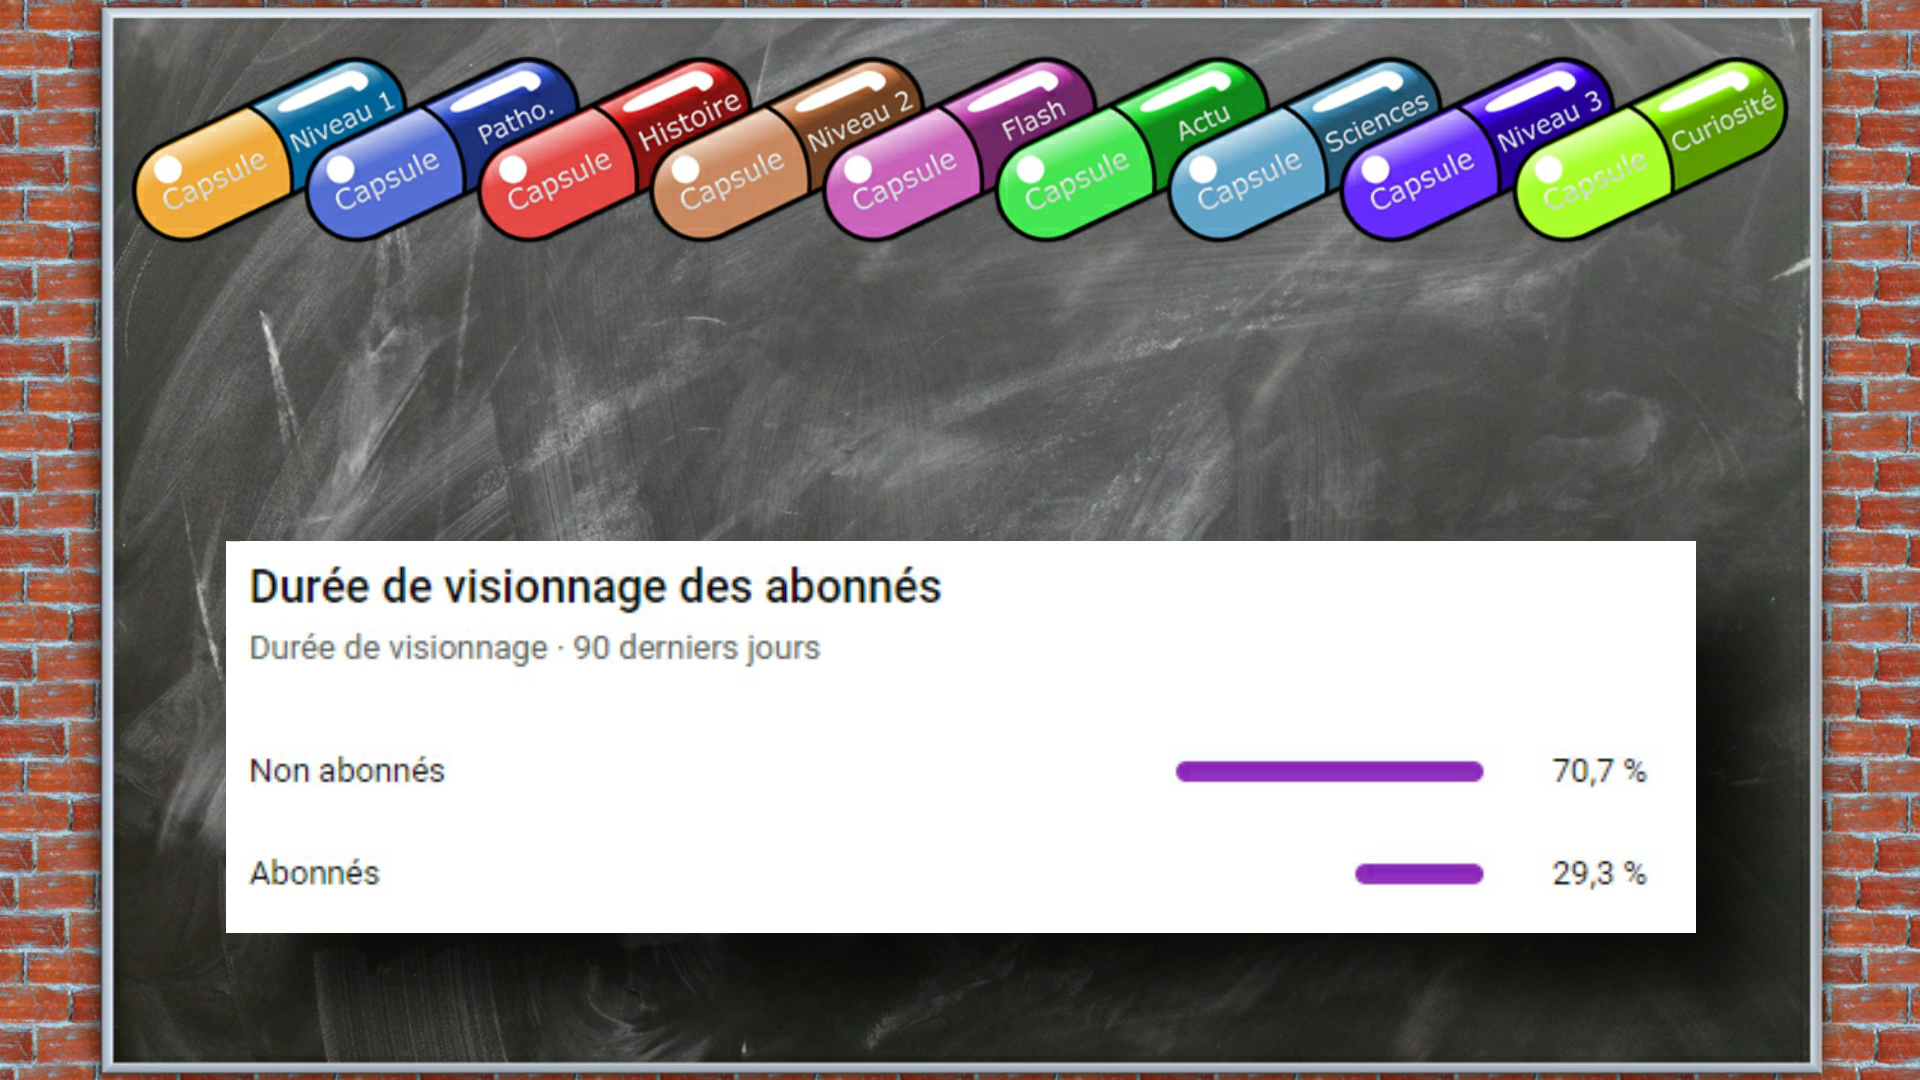 Capsule Niveau 1
Capsule Patho.
Capsule Histoire
Capsule Niveau 2
Capsule Flash
Capsule Actu
Capsule Sciences
Capsule Niveau 3
Capsule Curiosité
Durée de visionnage des abonnés
Durée de visionnage · 90 derniers jours
Non abonnés 70,7 %
Abonnés 29,3 %